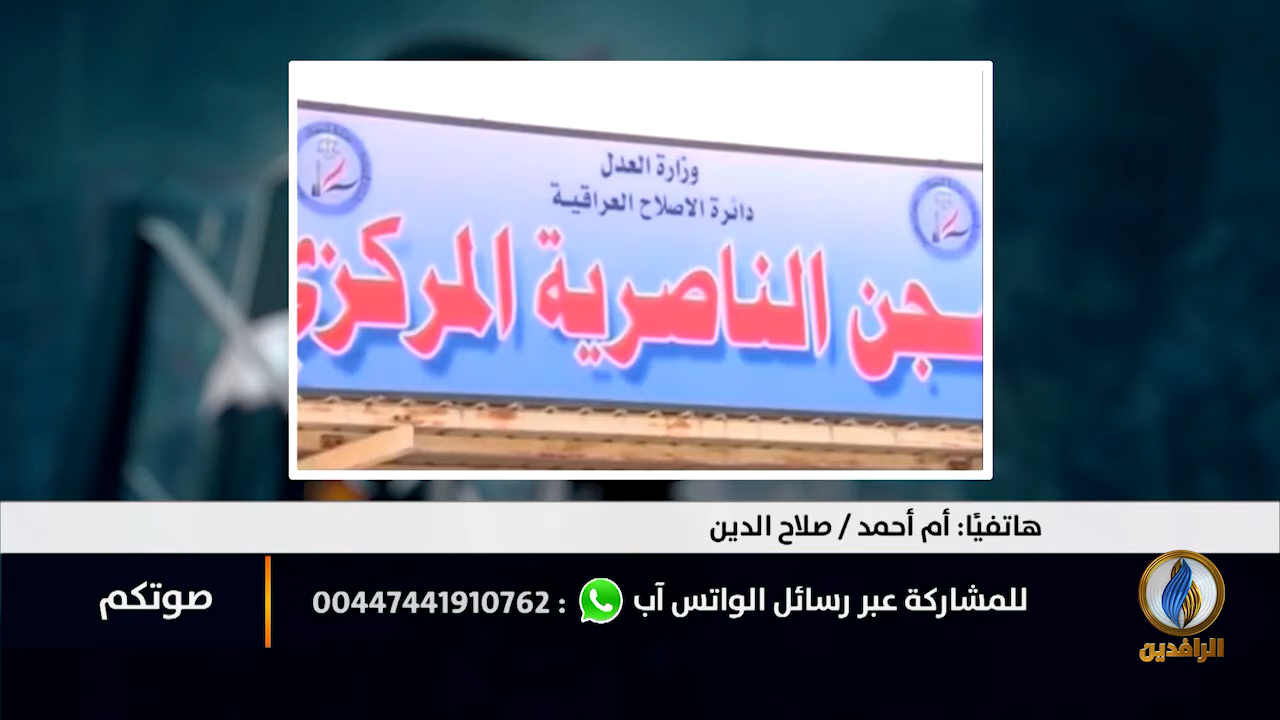 وزارة العدل
دائرة الاصلاح العراقية
سجن الناصرية المركزي
هاتفيًا: أم أحمد / صلاح الدين
للمشاركة عبر رسائل الواتس آب : 00447441910762
صوتكم
الرافدين